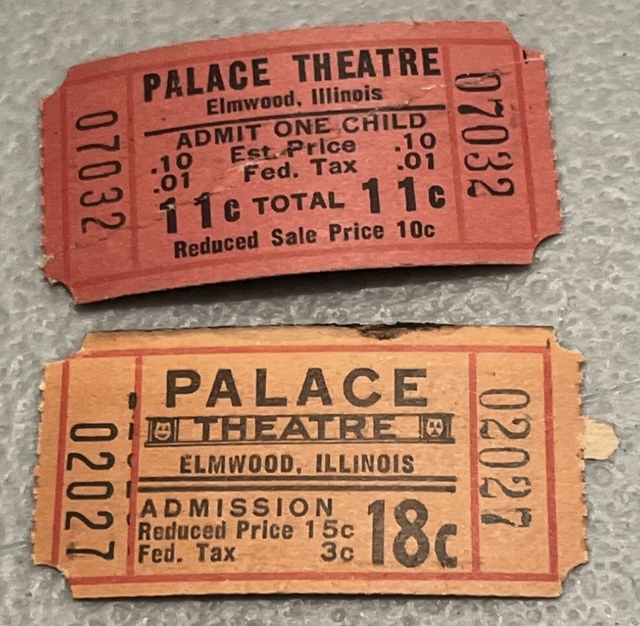 PALACE THEATRE
Elmwood, Illinois
ADMIT ONE CHILD
.10 Est. Price .10
.01 Fed. Tax .01
11c TOTAL 11c
Reduced Sale Price 10c
07032
07032
PALACE
THEATRE
ELMWOOD, ILLINOIS
ADMISSION
Reduced Price 15c
Fed. Tax 3c
18c
02027
02027